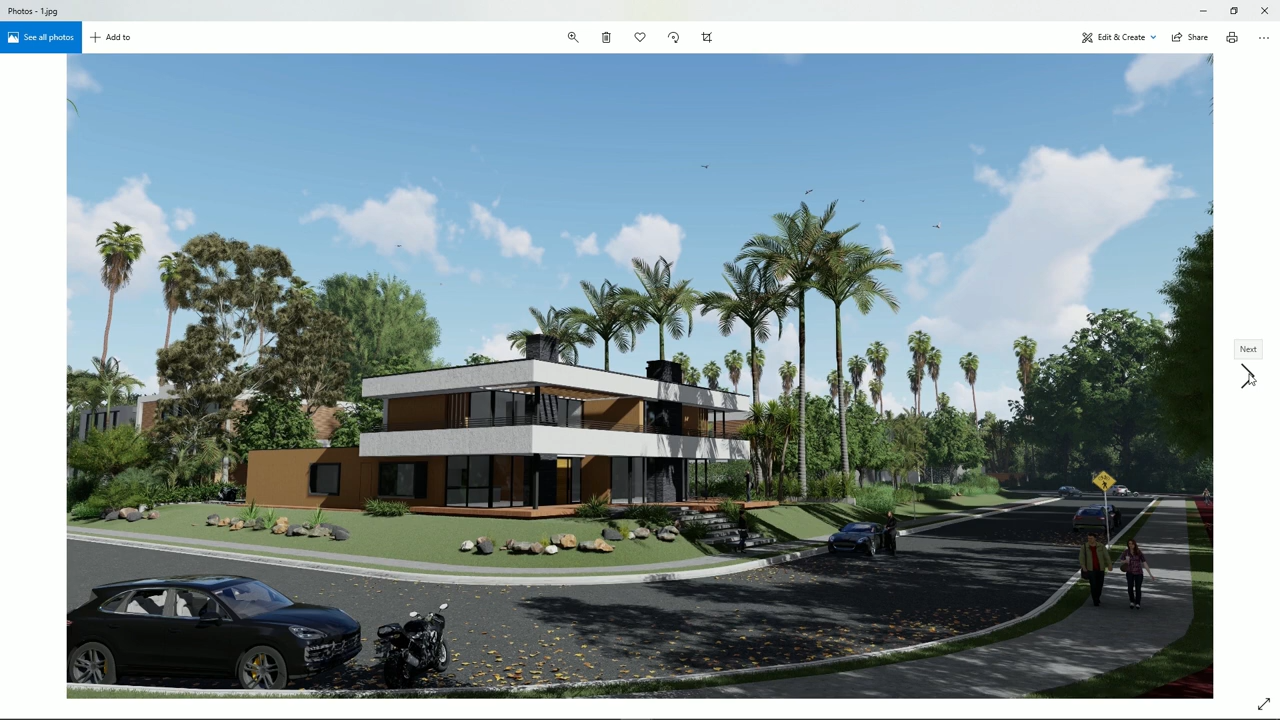 Photos - 1.jpg
See all photos
Add to
Edit & Create
Share
Next